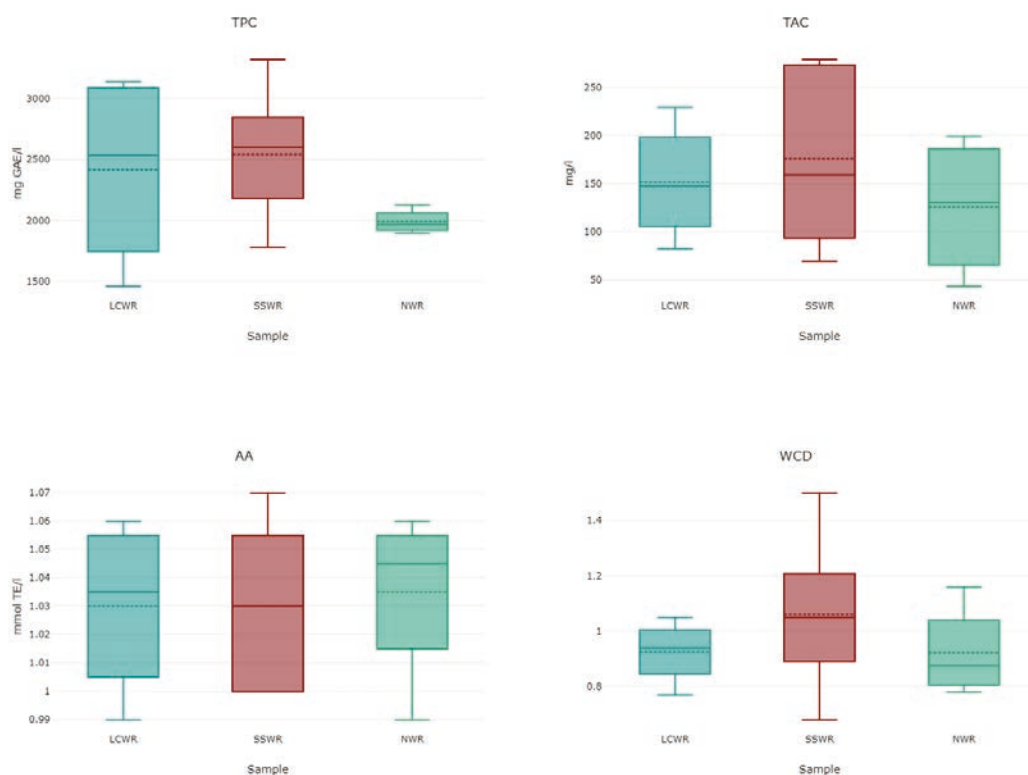 TPC
3000
2500
2000
1500
mg GAE/l
LCWR
SSWR
NWR
Sample
TAC
250
200
150
100
50
mg/l
LCWR
SSWR
NWR
Sample
AA
1.07
1.06
1.05
1.04
1.03
1.02
1.01
1
0.99
mmol TE/l
LCWR
SSWR
NWR
Sample
WCD
1.4
1.2
1
0.8
LCWR
SSWR
NWR
Sample